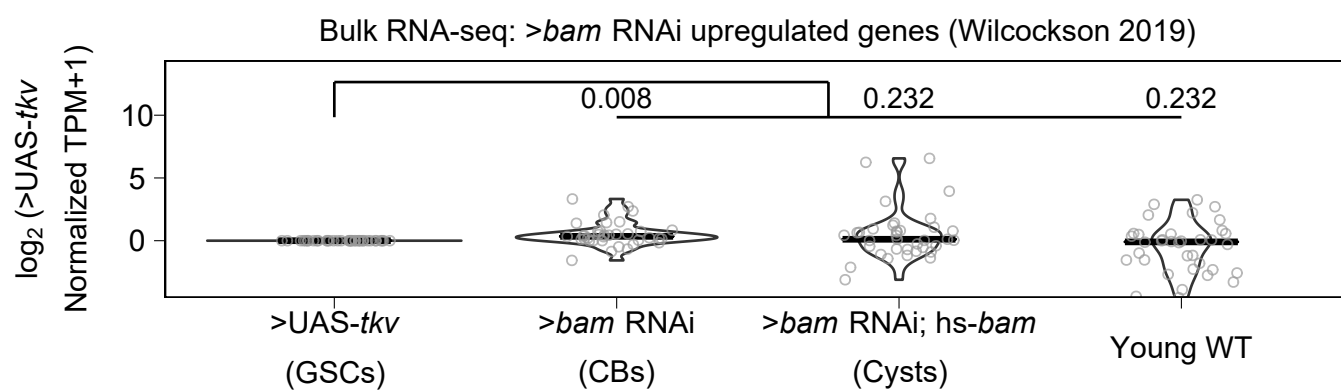 Bulk RNA-seq: >bam RNAi upregulated genes (Wilcockson 2019)
log₂ (>UAS-tkv
Normalized TPM+1)
10
5
0
0.008
0.232
0.232
>UAS-tkv
(GSCs)
>bam RNAi
(CBs)
>bam RNAi; hs-bam
(Cysts)
Young WT